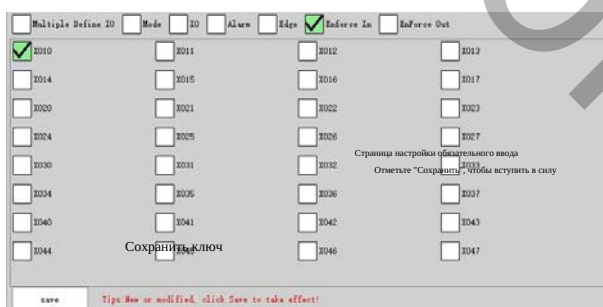 Multiple Define IO Mode IO Alarm Edge Enforce In EnForce Out
X010 X011 X012 X013
X014 X015 X016 X017
X020 X021 X022 X023
X024 X025 X026 X027
Страница настройки обязательного ввода
X030 X031 X032 X033
Отметьте "Сохранить", чтобы вступить в силу
X034 X035 X036 X037
X040 X041 X042 X043
Сохранить ключ
X044 X046 X047
save Tips:New or modified, click Save to take effect!